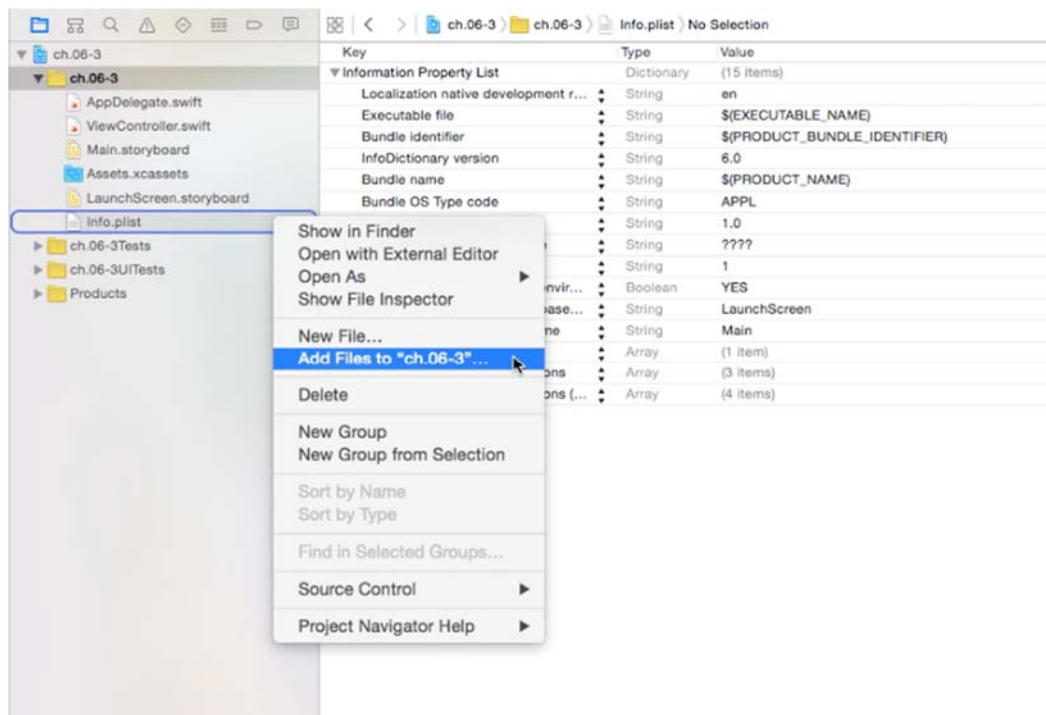 ch.06-3 ch.06-3 Info.plist No Selection
ch.06-3
ch.06-3
AppDelegate.swift
ViewController.swift
Main.storyboard
Assets.xcassets
LaunchScreen.storyboard
Info.plist
ch.06-3Tests
ch.06-3UITests
Products
Key Type Value
Information Property List Dictionary (15 items)
Localization native development r... String en
Executable file String $(EXECUTABLE_NAME)
Bundle identifier String $(PRODUCT_BUNDLE_IDENTIFIER)
InfoDictionary version String 6.0
Bundle name String $(PRODUCT_NAME)
Bundle OS Type code String APPL
String 1.0
String ????
String 1
nvir... Boolean YES
ase... String LaunchScreen
me String Main
Array (1 item)
ons Array (3 items)
ons (... Array (4 items)
Show in Finder
Open with External Editor
Open As
Show File Inspector
New File...
Add Files to "ch.06-3"...
Delete
New Group
New Group from Selection
Sort by Name
Sort by Type
Find in Selected Groups...
Source Control
Project Navigator Help